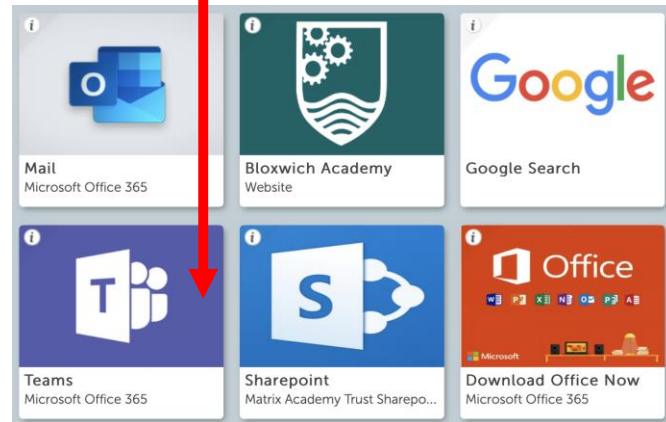 i
i
i
O
Google
Mail
Microsoft Office 365
Bloxwich Academy
Website
Google Search
i
i
i
T
S
Office
W P X N O P A
Microsoft
Teams
Microsoft Office 365
Sharepoint
Matrix Academy Trust Sharepo...
Download Office Now
Microsoft Office 365